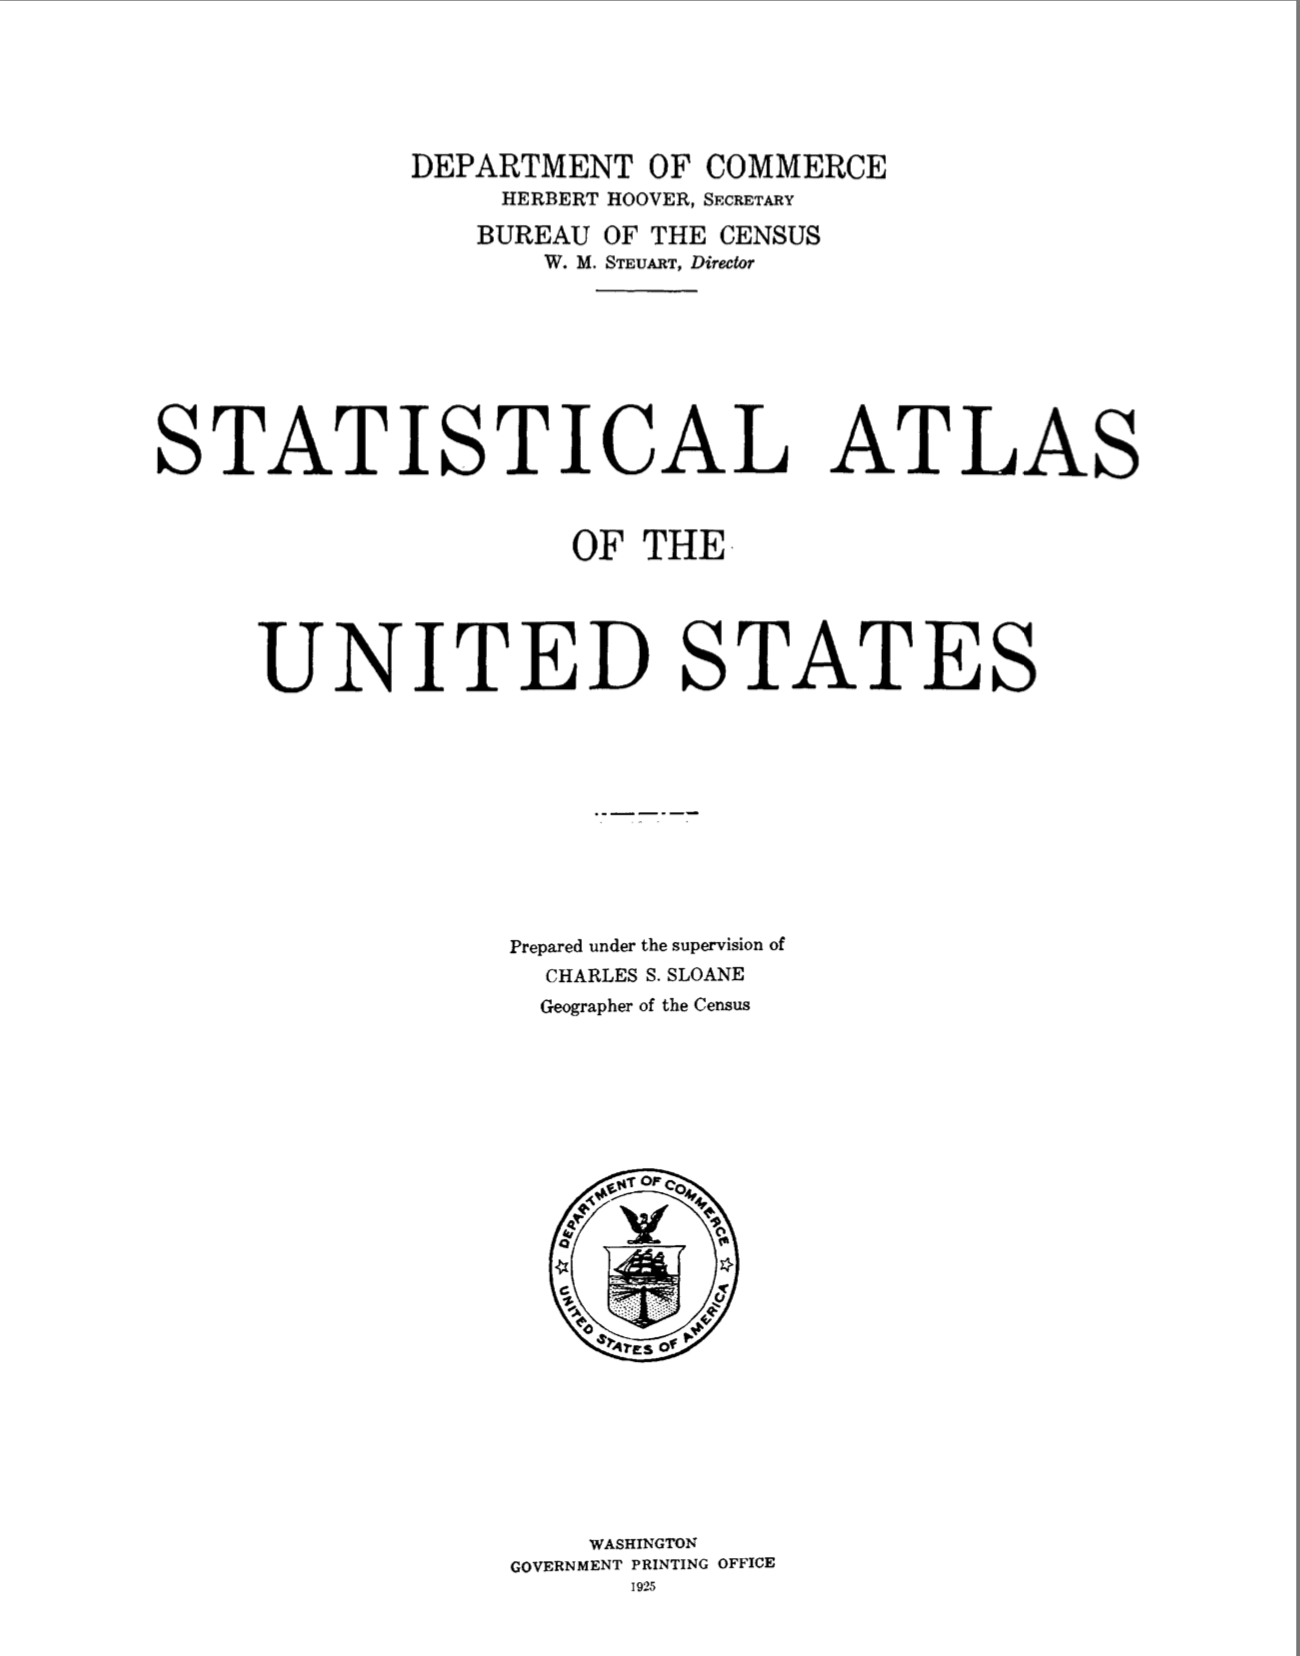 DEPARTMENT OF COMMERCE
HERBERT HOOVER, SECRETARY
BUREAU OF THE CENSUS
W. M. STEUART, Director
STATISTICAL ATLAS
OF THE
UNITED STATES
Prepared under the supervision of
CHARLES S. SLOANE
Geographer of the Census
DEPARTMENT OF COMMERCE
UNITED STATES OF AMERICA
WASHINGTON
GOVERNMENT PRINTING OFFICE
1925